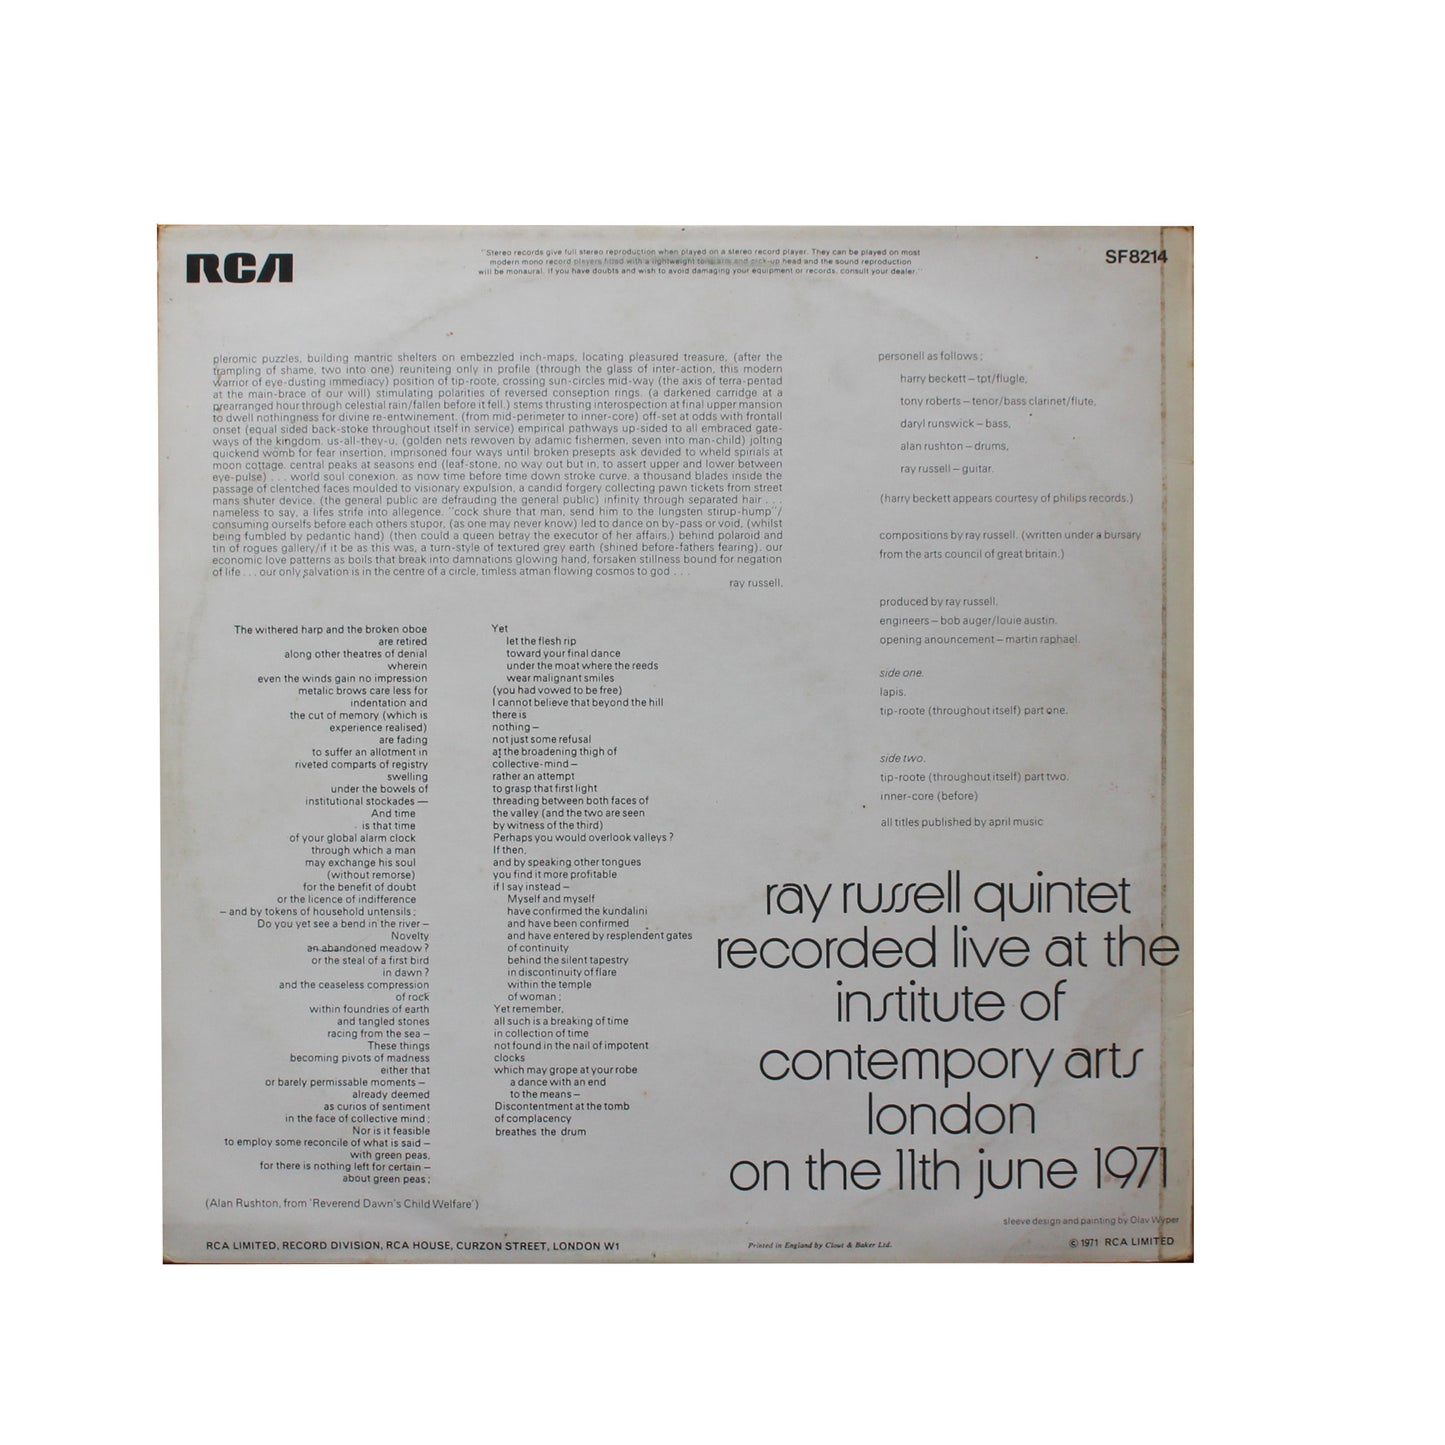 RCA
"Stereo records give full stereo reproduction when played on a stereo record player. They can be played on most
modern mono record players fitted with a lightweight tone arm and pick-up head and the sound reproduction
will be monaural. If you have doubts and wish to avoid damaging your equipment or records, consult your dealer."
SF8214
pleromic puzzles, building mantric shelters on embezzled inch-maps, locating pleasured treasure, (after the
trampling of shame, two into one) reuniteing only in profile (through the glass of inter-action, this modern
warrior of eye-dusting immediacy) position of tip-roote, crossing sun-circles mid-way (the axis of terra-pentad
at the main-brace of our will) stimulating polarities of reversed conseption rings. (a darkened carridge at a
prearranged hour through celestial rain/fallen before it fell.) stems thrusting interospection at final upper mansion
to dwell nothingness for divine re-entwinement. (from mid-perimeter to inner-core) off-set at odds with frontall
onset (equal sided back-stoke throughout itself in service) empirical pathways up-sided to all embraced gate-
ways of the kingdom. us-all-they-u, (golden nets rewoven by adamic fishermen, seven into man-child) jolting
quickend womb for fear insertion, imprisoned four ways until broken presepts ask devided to wheld spirials at
moon cottage. central peaks at seasons end (leaf-stone, no way out but in, to assert upper and lower between
eye-pulse) . . . world soul conexion. as now time before time down stroke curve. a thousand blades inside the
passage of clentched faces moulded to visionary expulsion, a candid forgery collecting pawn tickets from street
mans shuter device, (the general public are defrauding the general public) infinity through separated hair . . .
nameless to say, a lifes strife into allegence. "cock shure that man, send him to the lungsten stirup-hump"/
consuming ourselfs before each others stupor, (as one may never know) led to dance on by-pass or void, (whilst
being fumbled by pedantic hand) (then could a queen betray the executor of her affairs.) behind polaroid and
tin of rogues gallery/if it be as this was, a turn-style of textured grey earth (shined before-fathers fearing). our
economic love patterns as boils that break into damnations glowing hand, forsaken stillness bound for negation
of life . . . our only salvation is in the centre of a circle, timless atman flowing cosmos to god . . .
ray russell.
The withered harp and the broken oboe
are retired
along other theatres of denial
wherein
even the winds gain no impression
metalic brows care less for
indentation and
the cut of memory (which is
experience realised)
are fading
to suffer an allotment in
riveted comparts of registry
swelling
under the bowels of
institutional stockades —
And time
is that time
of your global alarm clock
through which a man
may exchange his soul
(without remorse)
for the benefit of doubt
or the licence of indifference
– and by tokens of household untensils ;
Do you yet see a bend in the river –
Novelty
an abandoned meadow ?
or the steal of a first bird
in dawn ?
and the ceaseless compression
of rock
within foundries of earth
and tangled stones
racing from the sea –
These things
becoming pivots of madness
either that
or barely permissable moments –
already deemed
as curios of sentiment
in the face of collective mind ;
Nor is it feasible
to employ some reconcile of what is said –
with green peas,
for there is nothing left for certain –
about green peas ;
Yet
let the flesh rip
toward your final dance
under the moat where the reeds
wear malignant smiles
(you had vowed to be free)
I cannot believe that beyond the hill
there is
nothing –
not just some refusal
at the broadening thigh of
collective-mind –
rather an attempt
to grasp that first light
threading between both faces of
the valley (and the two are seen
by witness of the third)
Perhaps you would overlook valleys ?
If then,
and by speaking other tongues
you find it more profitable
if I say instead –
Myself and myself
have confirmed the kundalini
and have been confirmed
and have entered by resplendent gates
of continuity
behind the silent tapestry
in discontinuity of flare
within the temple
of woman ;
Yet remember,
all such is a breaking of time
in collection of time
not found in the nail of impotent
clocks
which may grope at your robe
a dance with an end
to the means –
Discontentment at the tomb
of complacency
breathes the drum
(Alan Rushton, from 'Reverend Dawn's Child Welfare')
personell as follows ;
harry beckett – tpt/flugle,
tony roberts – tenor/bass clarinet/flute,
daryl runswick – bass,
alan rushton – drums,
ray russell – guitar.
(harry beckett appears courtesy of philips records.)
compositions by ray russell. (written under a bursary
from the arts council of great britain.)
produced by ray russell.
engineers – bob auger/louie austin.
opening anouncement – martin raphael.
side one.
lapis.
tip-roote (throughout itself) part one.
side two.
tip-roote (throughout itself) part two.
inner-core (before)
all titles published by april music
ray russell quintet
recorded live at the
institute of
contempory arts
london
on the 11th june 1971
sleeve design and painting by Olav Wyper
RCA LIMITED, RECORD DIVISION, RCA HOUSE, CURZON STREET, LONDON W1
Printed in England by Clout & Baker Ltd.
© 1971 RCA LIMITED